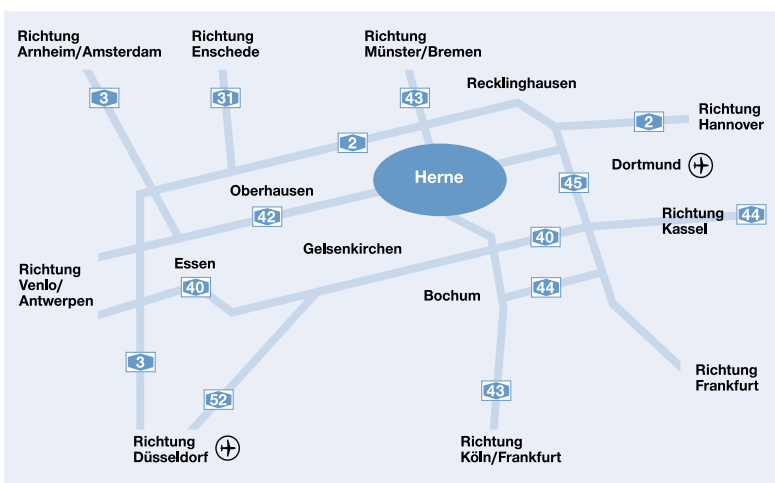 Richtung
Arnheim/Amsterdam
Richtung
Enschede
Richtung
Münster/Bremen
Recklinghausen
3
31
43
Richtung
Hannover
2
2
Dortmund
Herne
45
Oberhausen
42
Richtung
Kassel
44
40
Gelsenkirchen
Essen
Richtung
Venlo/
Antwerpen
40
Bochum
44
3
Richtung
Frankfurt
52
43
Richtung
Düsseldorf
Richtung
Köln/Frankfurt